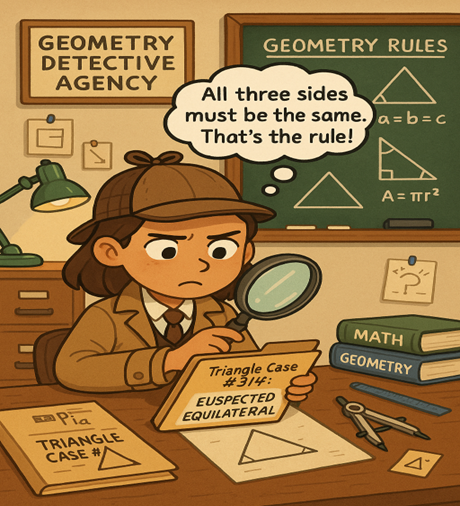 GEOMETRY
DETECTIVE
AGENCY
GEOMETRY RULES
a=b=c
A=πr²
All three sides
must be the same.
That's the rule!
?
MATH
GEOMETRY
Triangle Case
#314:
EUSPECTED
EQUILATERAL
Pia
TRIANGLE
CASE #